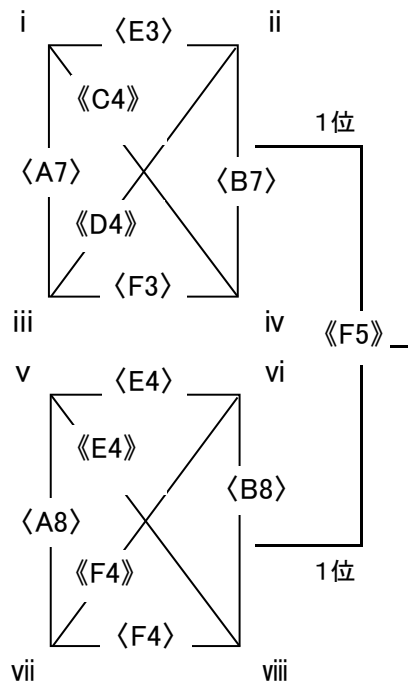 i 〈E3〉 ii
《C4》 1位
〈A7〉 〈B7〉
《D4》
〈F3〉
iii iv 《F5》
v 〈E4〉 vi
《E4》
〈A8〉 〈B8〉
《F4》 1位
〈F4〉
vii viii